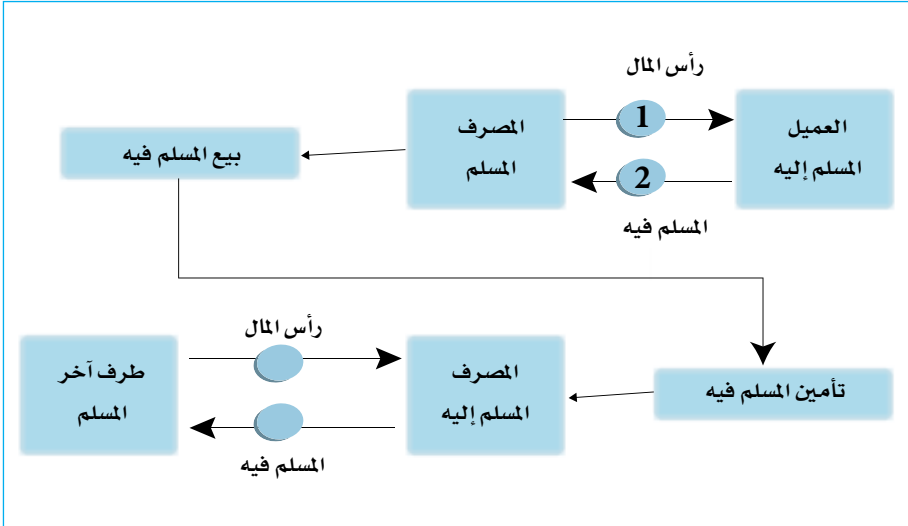 رأس المال
العميل
المسلم إليه
1
المصرف
المسلم
2
المسلم فيه
بيع المسلم فيه
تأمين المسلم فيه
رأس المال
المصرف
المسلم إليه
طرف آخر
المسلم
المسلم فيه